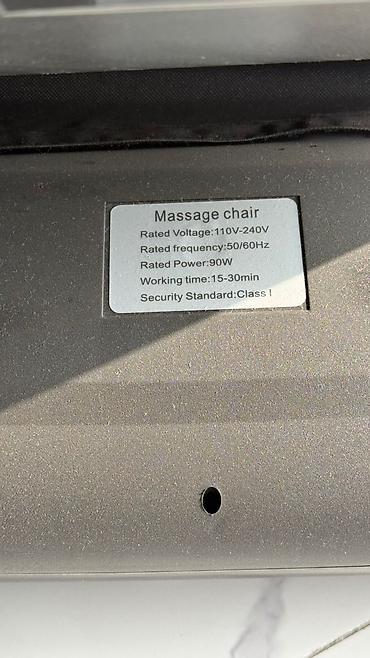 Massage chair
Rated Voltage:110V-240V
Rated frequency:50/60Hz
Rated Power:90W
Working time:15-30min
Security Standard:Class I